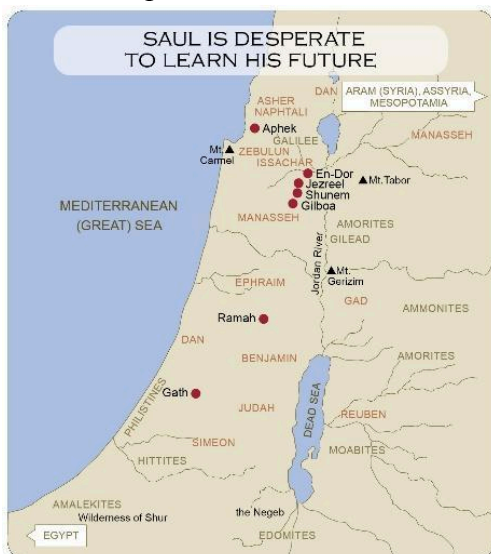 SAUL IS DESPERATE
TO LEARN HIS FUTURE
DAN
ARAM (SYRIA), ASSYRIA,
MESOPOTAMIA
ASHER
NAPHTALI
Aphek
GALILEE
MANASSEH
Mt.
Carmel
ZEBULUN
ISSACHAR
En-Dor
Jezreel
Mt. Tabor
Shunem
Gilboa
MEDITERRANEAN
(GREAT) SEA
MANASSEH
AMORITES
GILEAD
Jordan River
Mt.
Gerizim
EPHRAIM
GAD
AMMONITES
Ramah
DAN
BENJAMIN
AMORITES
Gath
PHILISTINES
JUDAH
DEAD SEA
REUBEN
SIMEON
MOABITES
HITTITES
AMALEKITES
Wilderness of Shur
the Negeb
EGYPT
EDOMITES